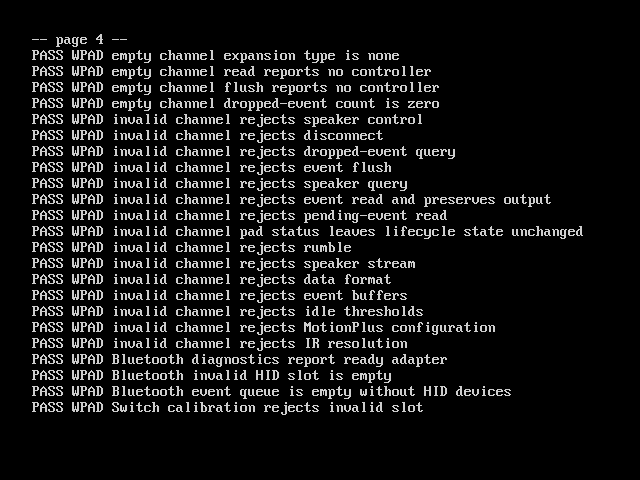 -- page 4 --
PASS WPAD empty channel expansion type is none
PASS WPAD empty channel read reports no controller
PASS WPAD empty channel flush reports no controller
PASS WPAD empty channel dropped-event count is zero
PASS WPAD invalid channel rejects speaker control
PASS WPAD invalid channel rejects disconnect
PASS WPAD invalid channel rejects dropped-event query
PASS WPAD invalid channel rejects event flush
PASS WPAD invalid channel rejects speaker query
PASS WPAD invalid channel rejects event read and preserves output
PASS WPAD invalid channel rejects pending-event read
PASS WPAD invalid channel pad status leaves lifecycle state unchanged
PASS WPAD invalid channel rejects rumble
PASS WPAD invalid channel rejects speaker stream
PASS WPAD invalid channel rejects data format
PASS WPAD invalid channel rejects event buffers
PASS WPAD invalid channel rejects idle thresholds
PASS WPAD invalid channel rejects MotionPlus configuration
PASS WPAD invalid channel rejects IR resolution
PASS WPAD Bluetooth diagnostics report ready adapter
PASS WPAD Bluetooth invalid HID slot is empty
PASS WPAD Bluetooth event queue is empty without HID devices
PASS WPAD Switch calibration rejects invalid slot